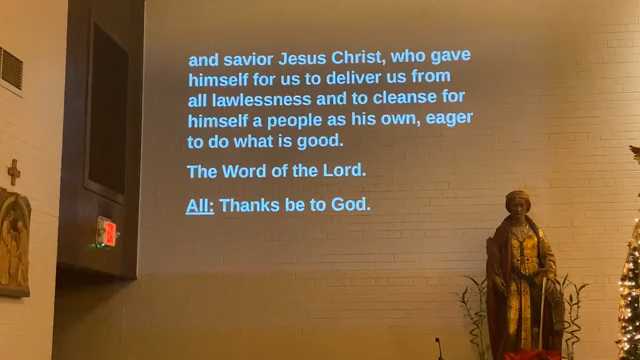 and savior Jesus Christ, who gave
himself for us to deliver us from
all lawlessness and to cleanse for
himself a people as his own, eager
to do what is good.
The Word of the Lord.
All: Thanks be to God.